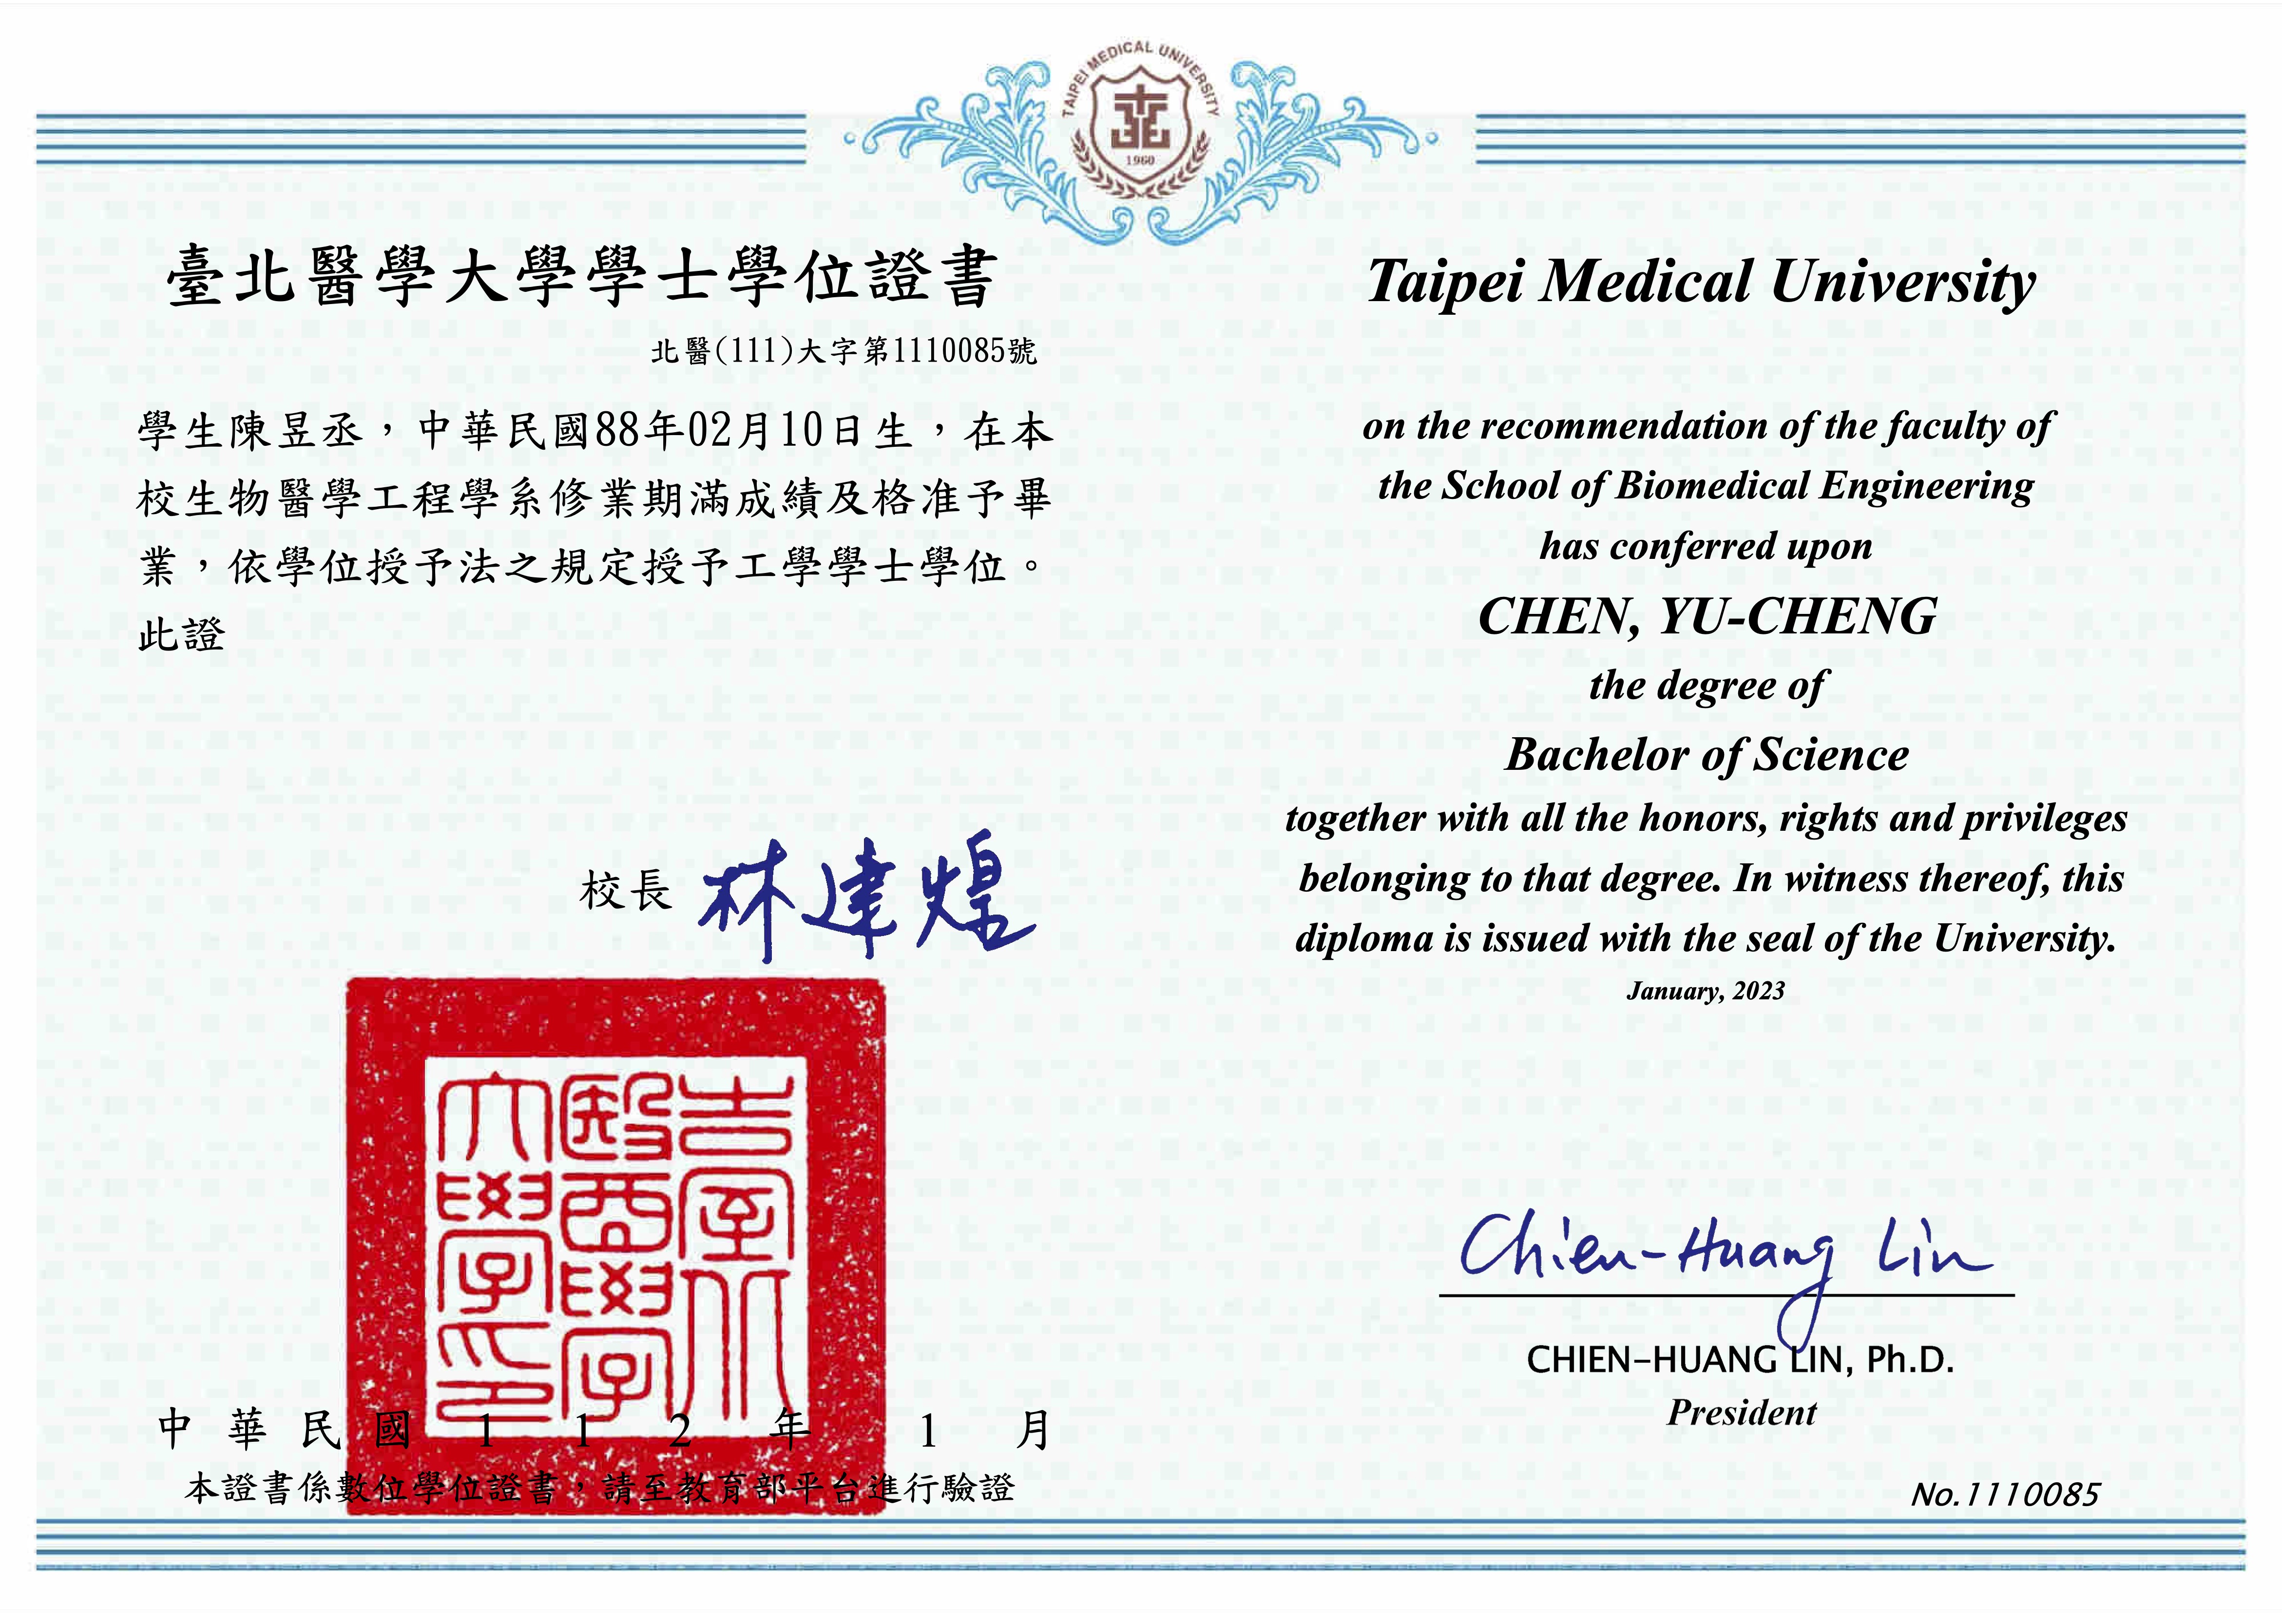 TAIPEI MEDICAL UNIVERSITY
1960
臺北醫學大學學士學位證書
北醫(111)大字第1110085號
學生陳昱丞，中華民國88年02月10日生，在本
校生物醫學工程學系修業期滿成績及格准予畢
業，依學位授予法之規定授予工學學士學位。
此證
校長 林建煌
臺北醫學大學印
中華民國112年1月
本證書係數位學位證書，請至教育部平台進行驗證
Taipei Medical University
on the recommendation of the faculty of
the School of Biomedical Engineering
has conferred upon
CHEN, YU-CHENG
the degree of
Bachelor of Science
together with all the honors, rights and privileges
belonging to that degree. In witness thereof, this
diploma is issued with the seal of the University.
January, 2023
Chien-Huang Lin
CHIEN-HUANG LIN, Ph.D.
President
No.1110085